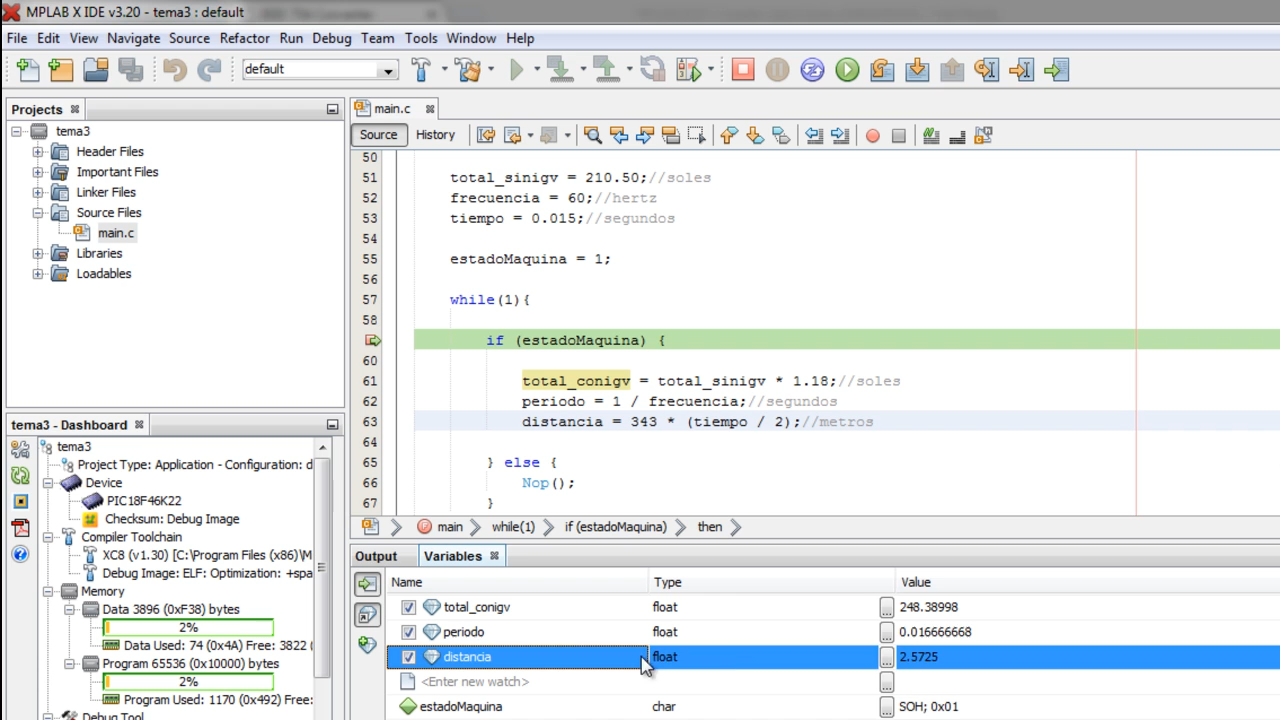 MPLAB X IDE v3.20 - tema3 : default
File Edit View Navigate Source Refactor Run Debug Team Tools Window Help
default
Projects
tema3
Header Files
Important Files
Linker Files
Source Files
main.c
Libraries
Loadables
tema3 - Dashboard
tema3
Project Type: Application - Configuration: d
Device
PIC18F46K22
Checksum: Debug Image
Compiler Toolchain
XC8 (v1.30) [C:\Program Files (x86)\M
Debug Image: ELF: Optimization: +spa
Memory
Data 3896 (0xF38) bytes
2%
Data Used: 74 (0x4A) Free: 3822 (
Program 65536 (0x10000) bytes
2%
Program Used: 1170 (0x492) Free:
Debug Tool
main.c
Source History
50
51 total_sinigv = 210.50;//soles
52 frecuencia = 60;//hertz
53 tiempo = 0.015;//segundos
54
55 estadoMaquina = 1;
56
57 while(1){
58
if (estadoMaquina) {
60
61 total_conigv = total_sinigv * 1.18;//soles
62 periodo = 1 / frecuencia;//segundos
63 distancia = 343 * (tiempo / 2);//metros
64
65 } else {
66 Nop();
67 }
main while(1) if (estadoMaquina) then
Output Variables
Name Type Value
total_conigv float ... 248.38998
periodo float ... 0.016666668
distancia float ... 2.5725
<Enter new watch> ...
estadoMaquina char ... SOH; 0x01